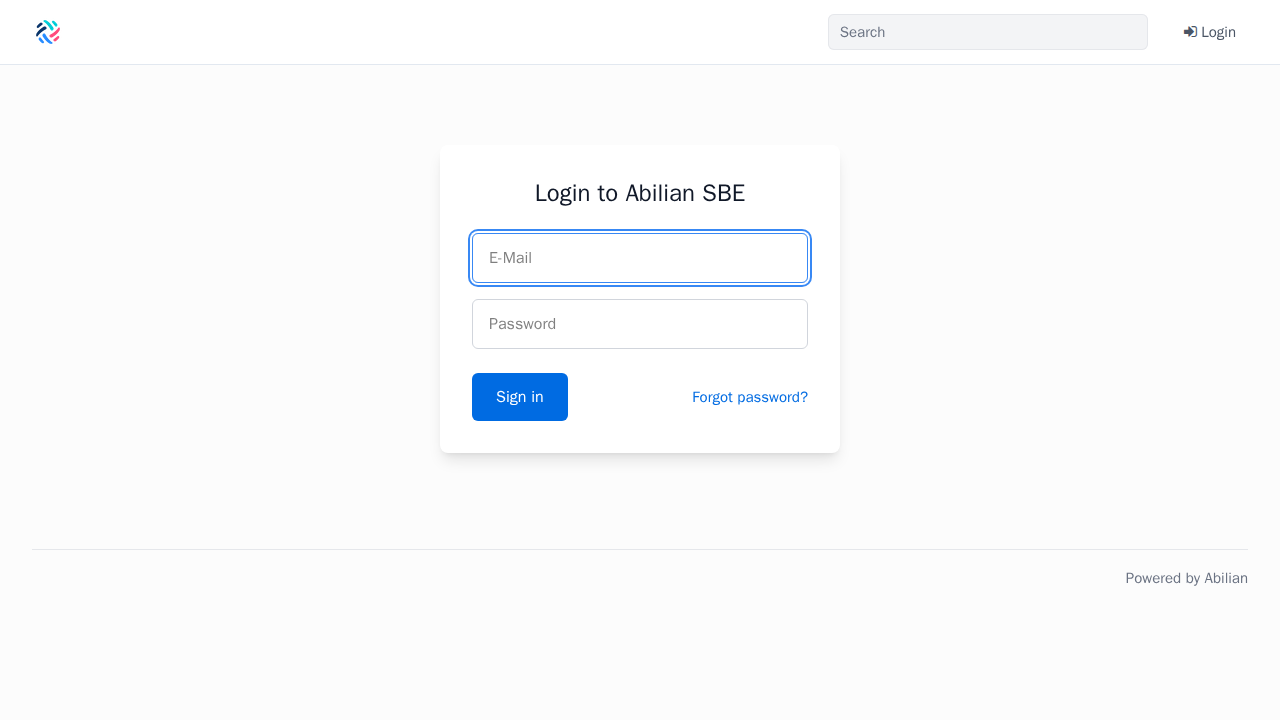 Search
Login
Login to Abilian SBE
E-Mail
Password
Sign in
Forgot password?
Powered by Abilian